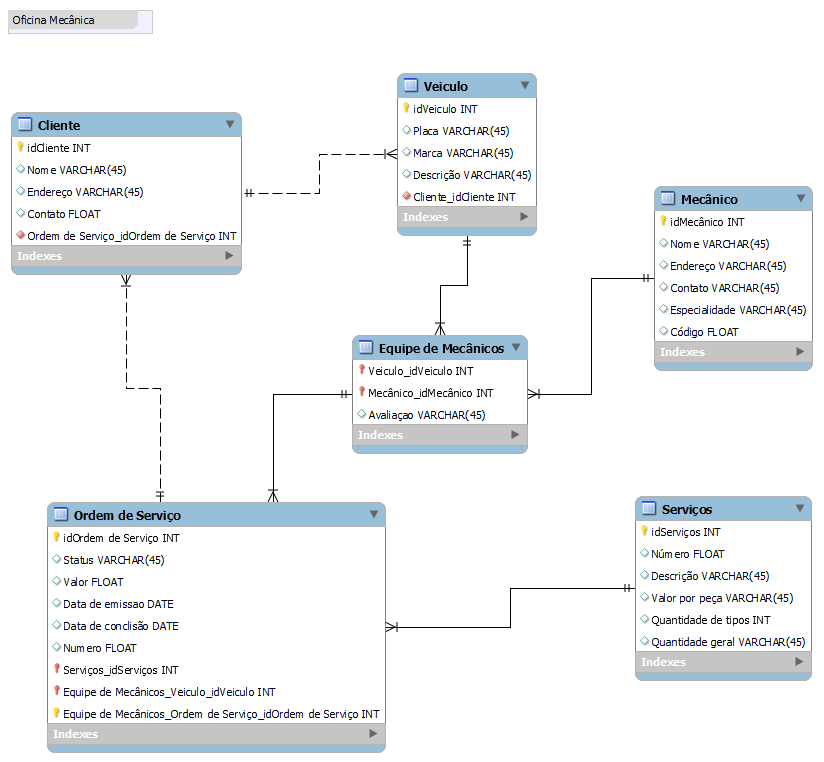 Oficina Mecânica
Veiculo
idVeiculo INT
Placa VARCHAR(45)
Marca VARCHAR(45)
Descrição VARCHAR(45)
Cliente_idCliente INT
Indexes
Cliente
idCliente INT
Nome VARCHAR(45)
Endereço VARCHAR(45)
Contato FLOAT
Ordem de Serviço_idOrdem de Serviço INT
Indexes
Mecânico
idMecânico INT
Nome VARCHAR(45)
Endereço VARCHAR(45)
Contato VARCHAR(45)
Especialidade VARCHAR(45)
Código FLOAT
Indexes
Equipe de Mecânicos
Veiculo_idVeiculo INT
Mecânico_idMecânico INT
Avaliaçao VARCHAR(45)
Indexes
Ordem de Serviço
idOrdem de Serviço INT
Status VARCHAR(45)
Valor FLOAT
Data de emissao DATE
Data de conclisão DATE
Numero FLOAT
Serviços_idServiços INT
Equipe de Mecânicos_Veiculo_idVeiculo INT
Equipe de Mecânicos_Ordem de Serviço_idOrdem de Serviço INT
Indexes
Serviços
idServiços INT
Número FLOAT
Descrição VARCHAR(45)
Valor por peça VARCHAR(45)
Quantidade de tipos INT
Quantidade geral VARCHAR(45)
Indexes